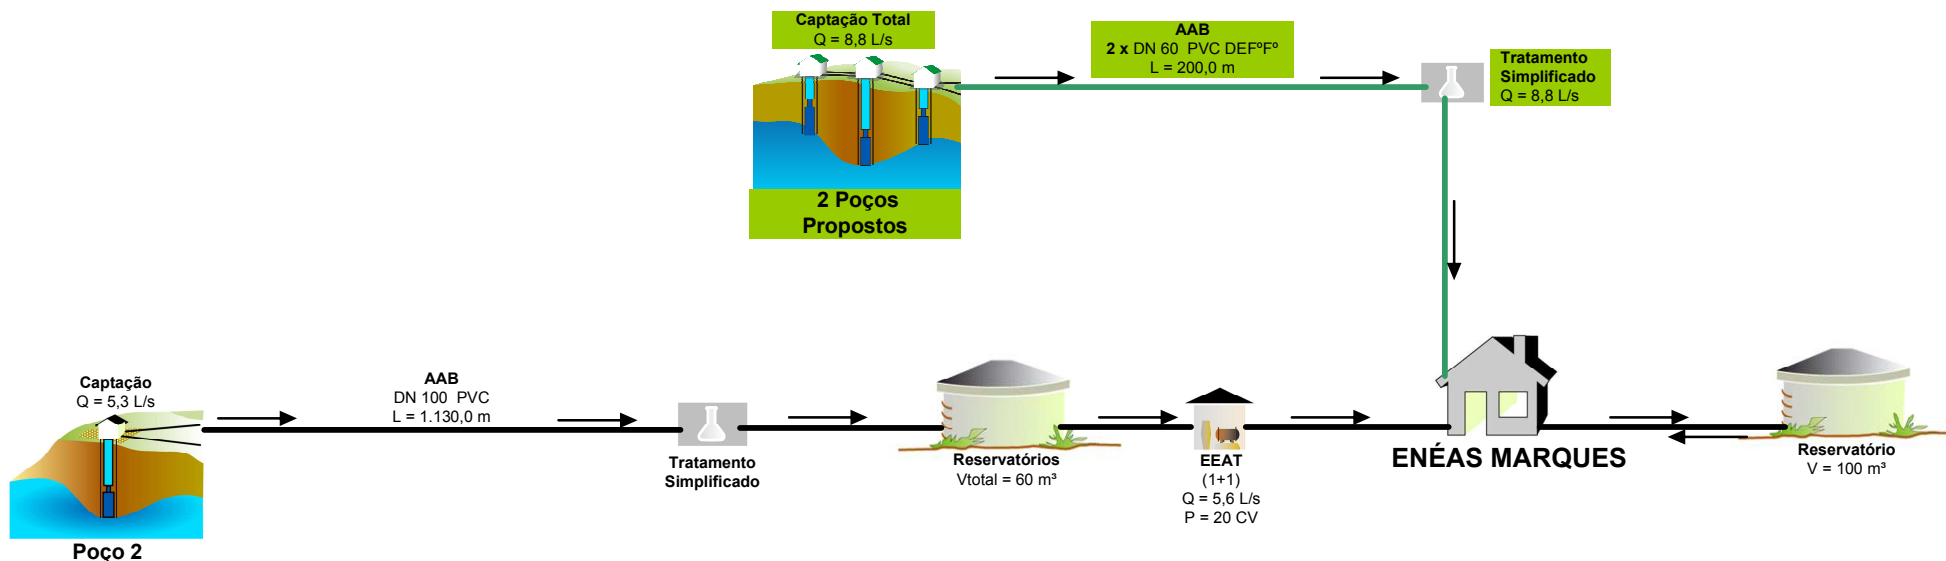 Captação Total
Q = 8,8 L/s
AAB
2 x DN 60 PVC DEFºFº
L = 200,0 m
Tratamento
Simplificado
Q = 8,8 L/s
2 Poços
Propostos
Captação
Q = 5,3 L/s
AAB
DN 100 PVC
L = 1.130,0 m
Tratamento
Simplificado
Reservatórios
Vtotal = 60 m³
EEAT
(1+1)
Q = 5,6 L/s
P = 20 CV
ENÉAS MARQUES
Reservatório
V = 100 m³
Poço 2